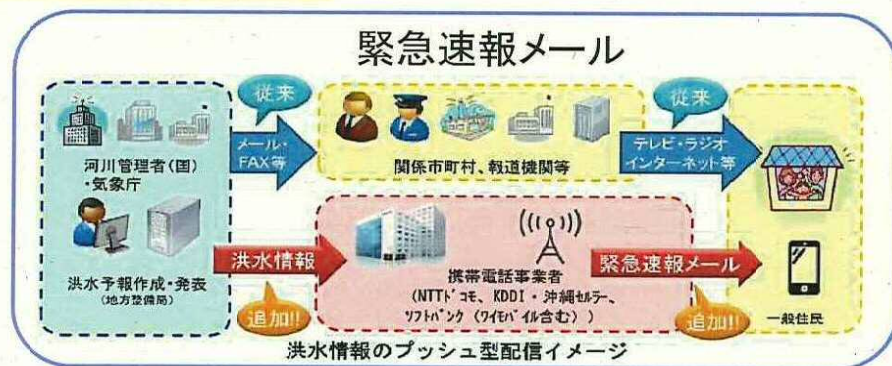 緊急速報メール
従来
従来
メール・
FAX等
テレビ・ラジオ
インターネット等
河川管理者(国)
・気象庁
関係市町村、報道機関等
洪水予報作成・発表
(地方整備局)
洪水情報
追加!!
携帯電話事業者
(NTTドコモ、KDDI・沖縄セルラー、
ソフトバンク(ワイモバイル含む))
緊急速報メール
追加!!
一般住民
洪水情報のプッシュ型配信イメージ